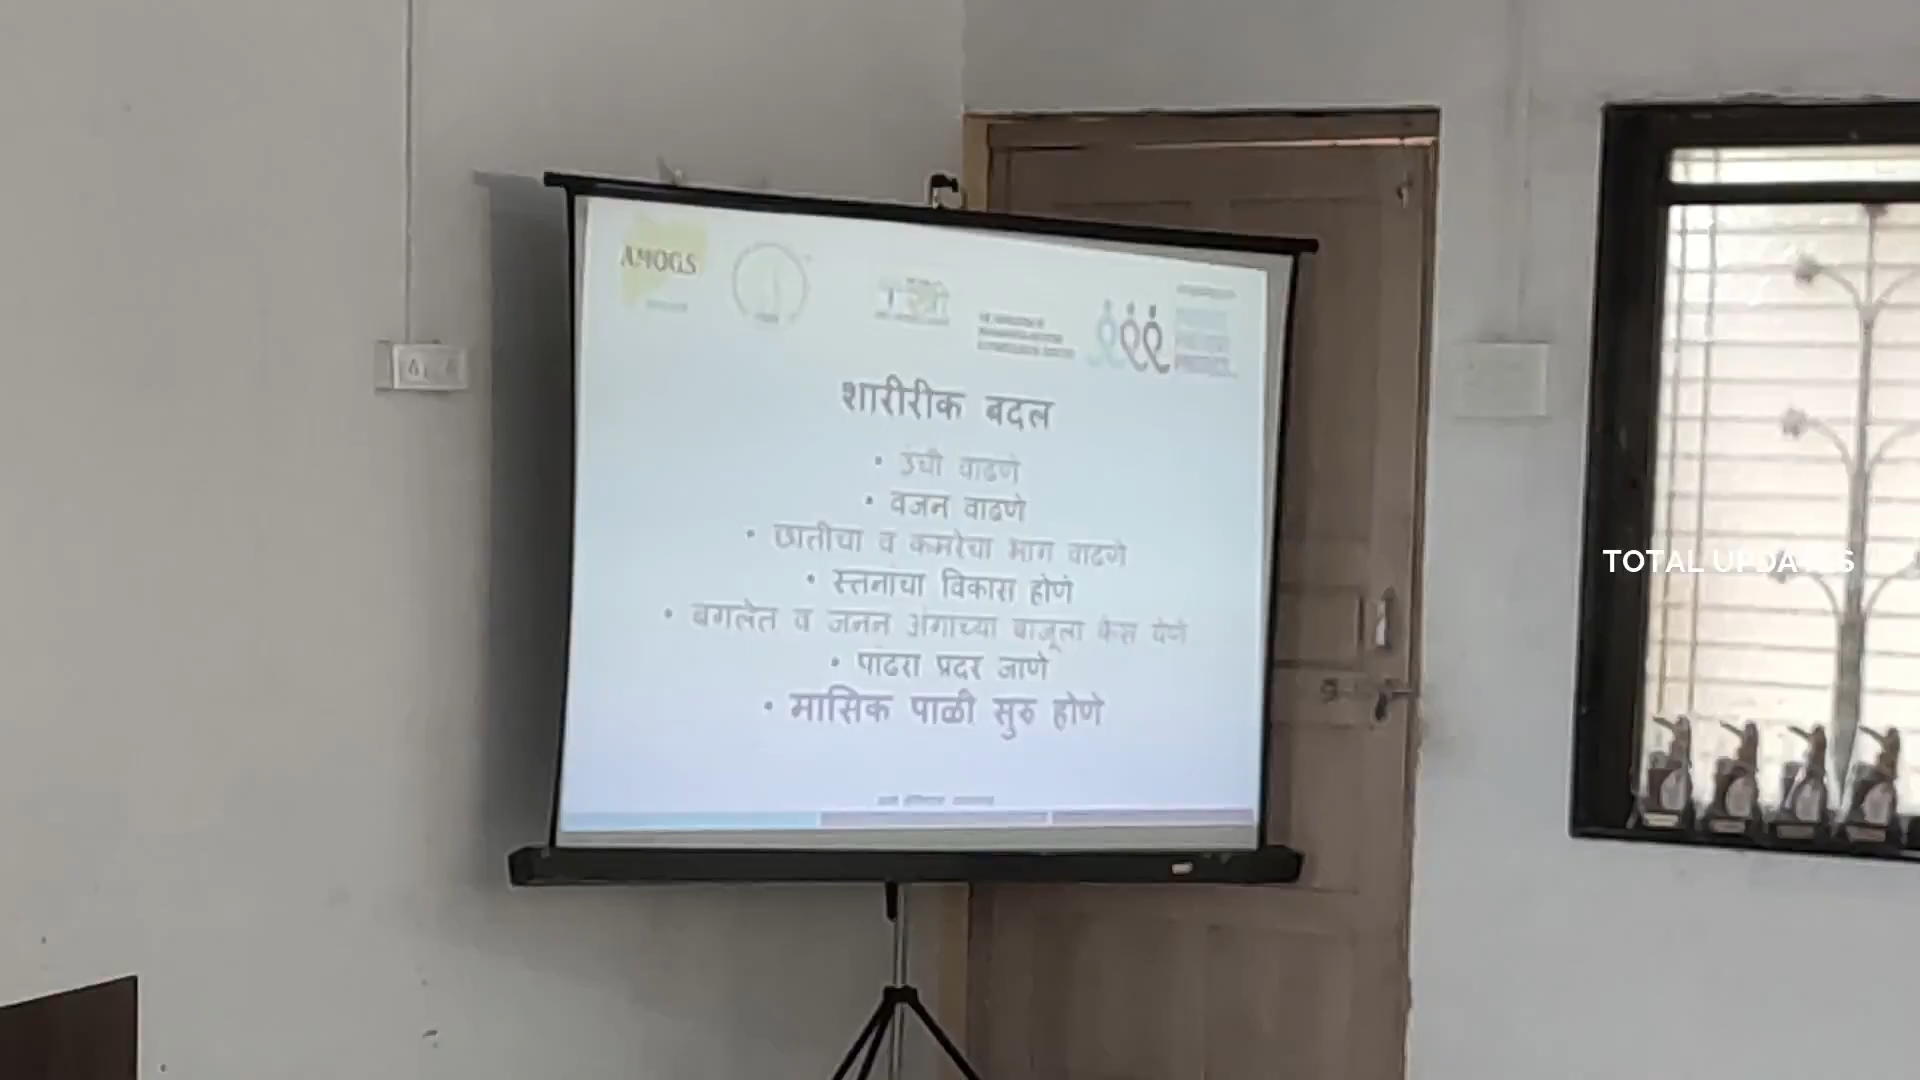 AMOGS
शारीरीक बदल
• उंची वाढणे
• वजन वाढणे
• छातीचा व कमरेचा भाग वाढणे
• स्तनांचा विकास होणे
• बगलेत व जनन अंगाच्या बाजूला केस येणे
• पांढरा प्रदर जाणे
• मासिक पाळी सुरु होणे
TOTAL UPDATES